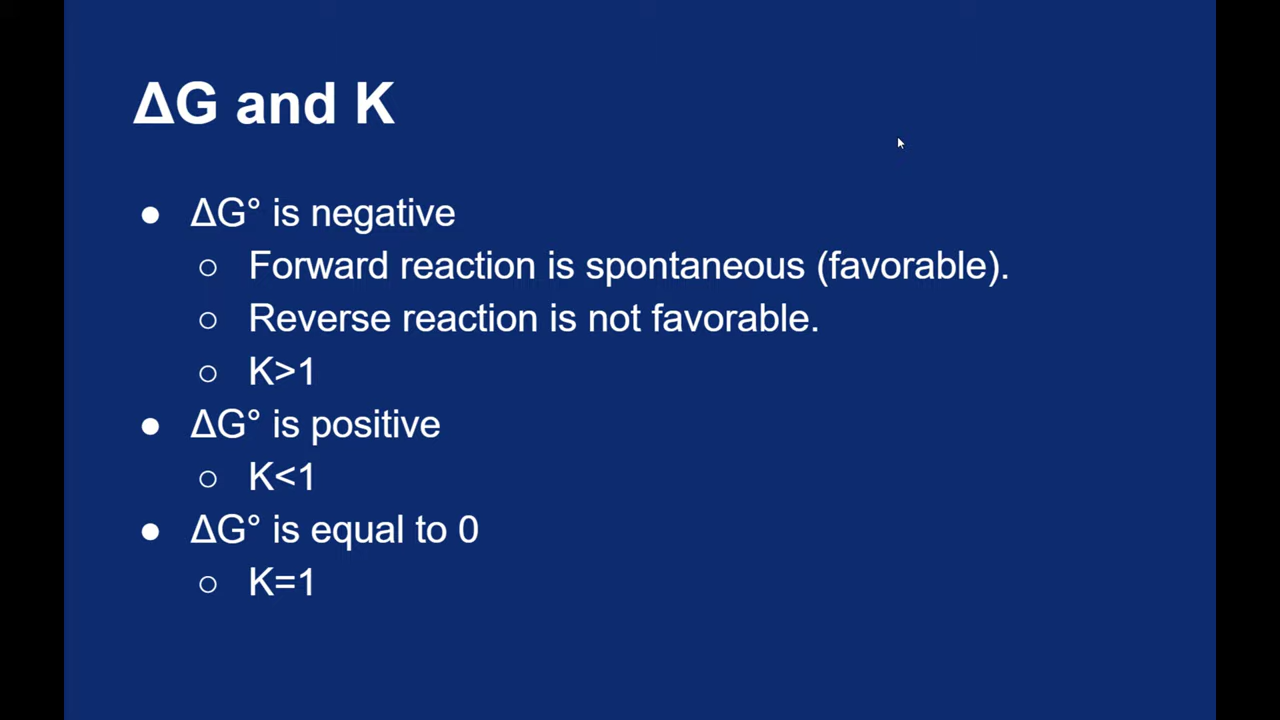 ΔG and K
● ΔG° is negative
○ Forward reaction is spontaneous (favorable).
○ Reverse reaction is not favorable.
○ K>1
● ΔG° is positive
○ K<1
● ΔG° is equal to 0
○ K=1